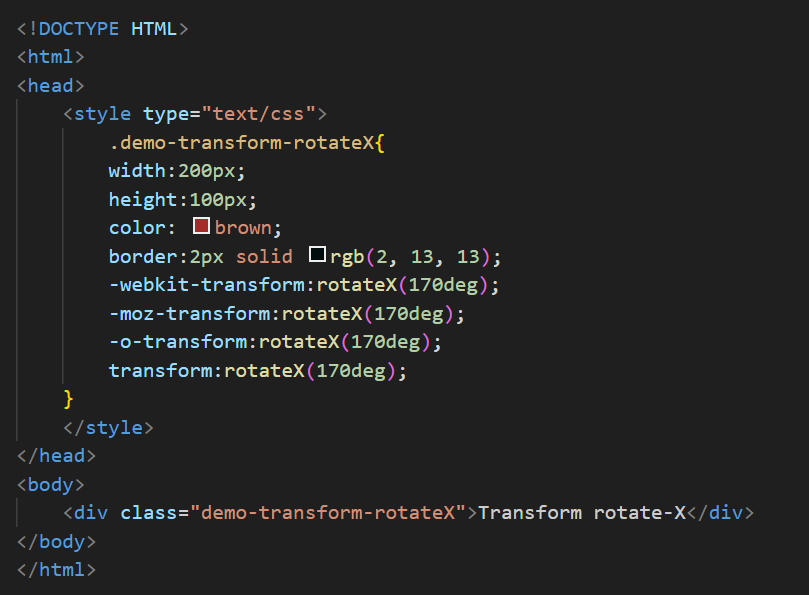 <!DOCTYPE HTML>
<html>
<head>
    <style type="text/css">
        .demo-transform-rotateX{
        width:200px;
        height:100px;
        color: brown;
        border:2px solid rgb(2, 13, 13);
        -webkit-transform:rotateX(170deg);
        -moz-transform:rotateX(170deg);
        -o-transform:rotateX(170deg);
        transform:rotateX(170deg);
    }
    </style>
</head>
<body>
    <div class="demo-transform-rotateX">Transform rotate-X</div>
</body>
</html>